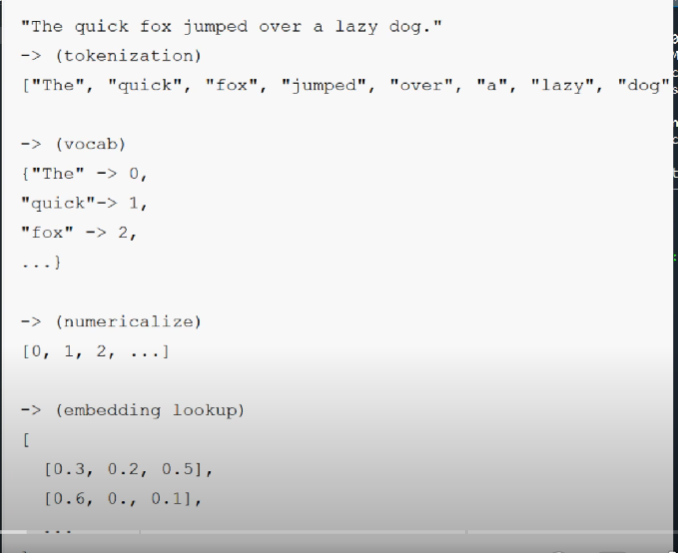 "The quick fox jumped over a lazy dog."
-> (tokenization)
["The", "quick", "fox", "jumped", "over", "a", "lazy", "dog"
-> (vocab)
{"The" -> 0,
"quick"-> 1,
"fox" -> 2,
...}
-> (numericalize)
[0, 1, 2, ...]
-> (embedding lookup)
[
[0.3, 0.2, 0.5],
[0.6, 0., 0.1],
...